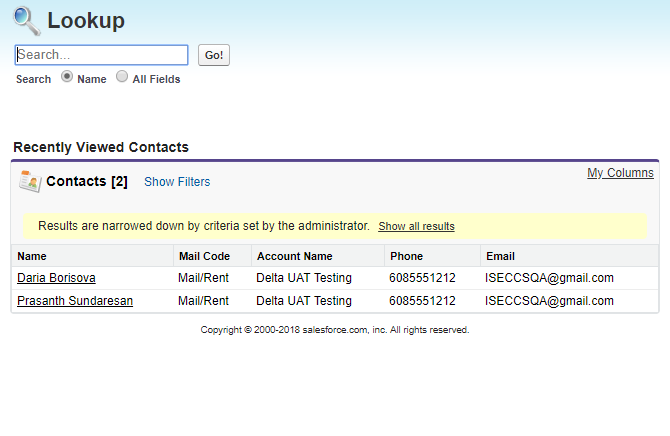 Lookup
Search...
Go!
Search Name All Fields
Recently Viewed Contacts
Contacts [2] Show Filters My Columns
Results are narrowed down by criteria set by the administrator. Show all results
Name Mail Code Account Name Phone Email
Daria Borisova Mail/Rent Delta UAT Testing 6085551212 ISECCSQA@gmail.com
Prasanth Sundaresan Mail/Rent Delta UAT Testing 6085551212 ISECCSQA@gmail.com
Copyright © 2000-2018 salesforce.com, inc. All rights reserved.